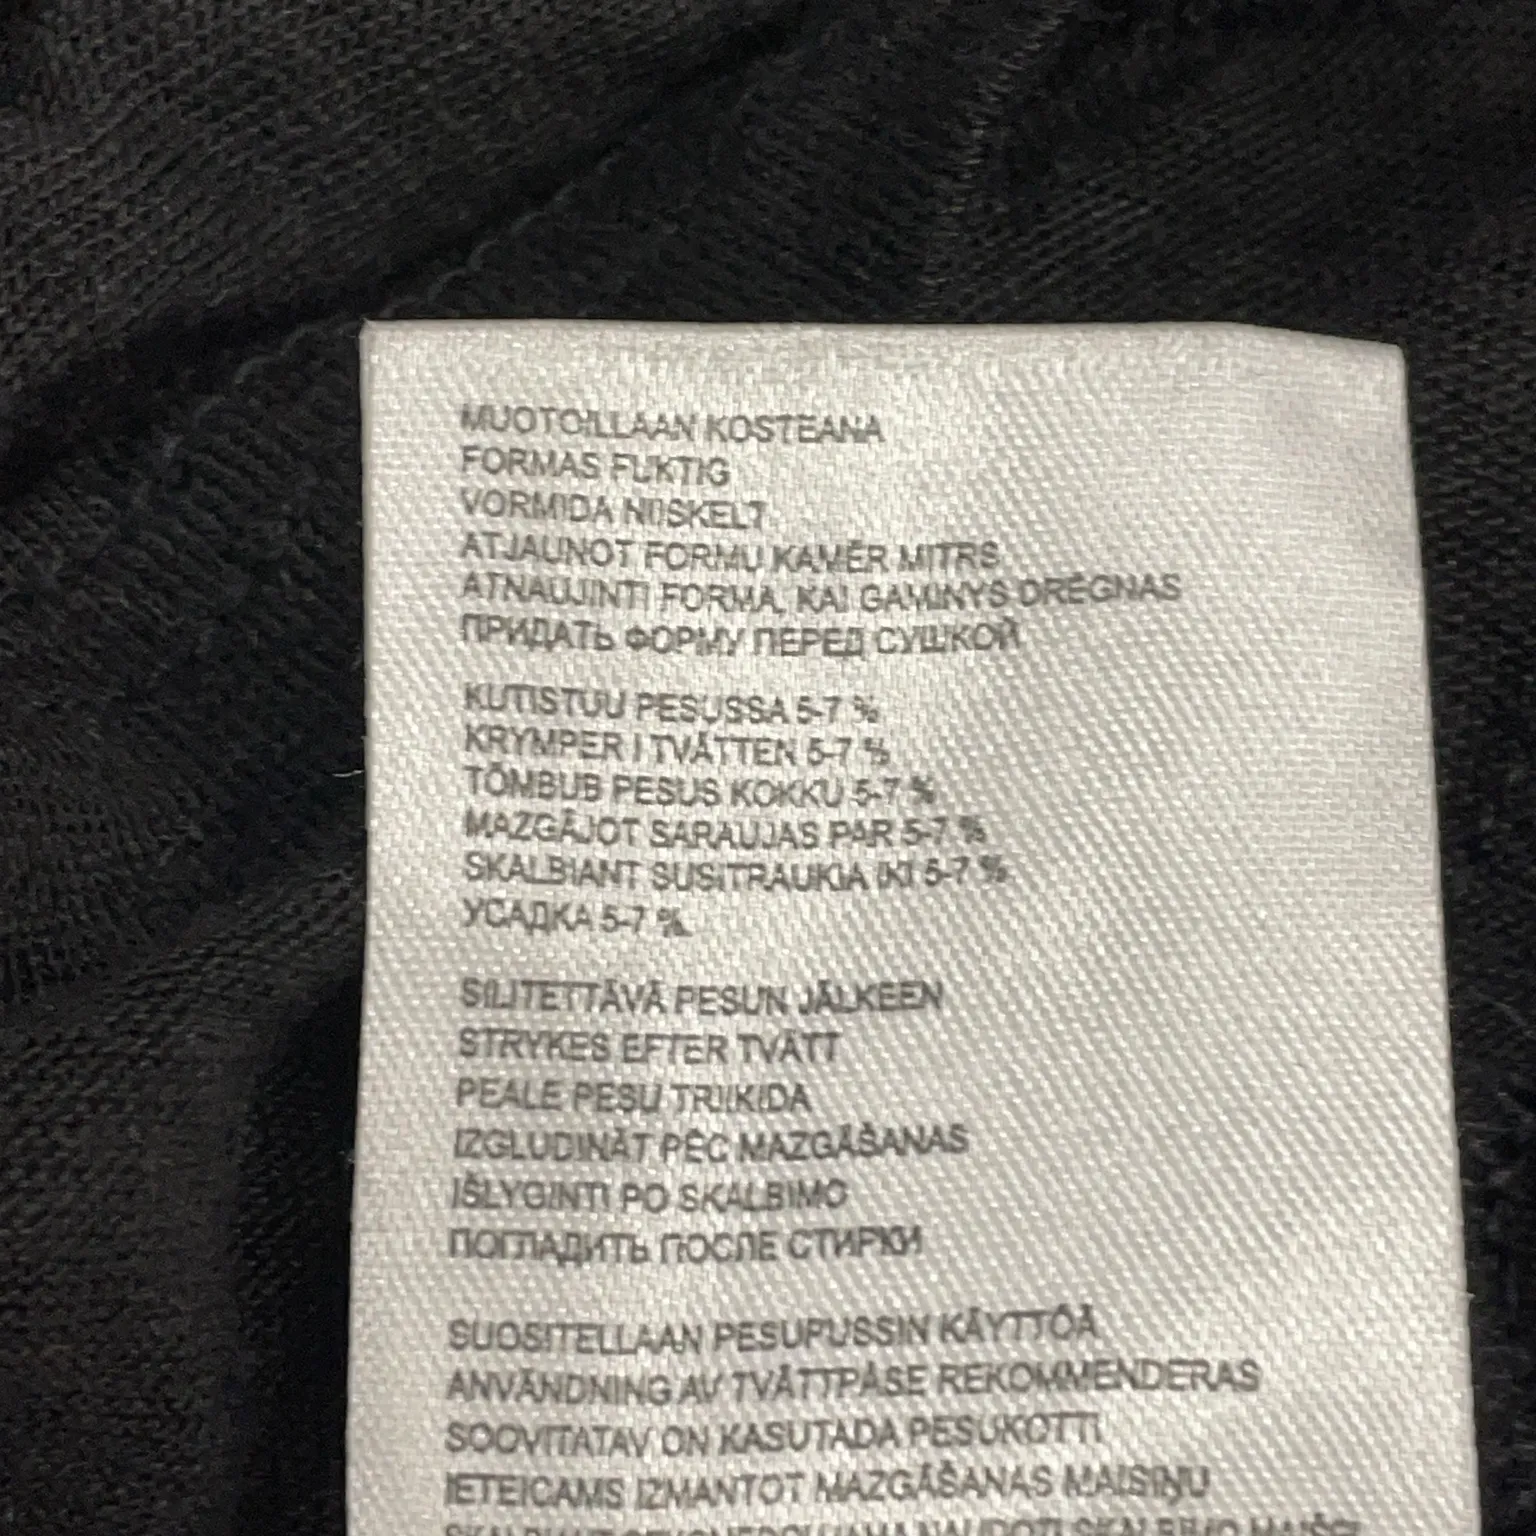 MUOTOILLAAN KOSTEANA
FORMAS FUKTIG
VORMIDA NIISKELT
ATJAUNOT FORMU KAMĒR MITRS
ATNAUJINTI FORMĄ, KAI GAMINYS DRĖGNAS
ПРИДАТЬ ФОРМУ ПЕРЕД СУШКОЙ
KUTISTUU PESUSSA 5-7 %
KRYMPER I TVÄTTEN 5-7 %
TÕMBUB PESUS KOKKU 5-7 %
MAZGĀJOT SARAUJAS PAR 5-7 %
SKALBIANT SUSITRAUKIA IKI 5-7 %
УСАДКА 5-7 %
SILITETTÄVÄ PESUN JÄLKEEN
STRYKES EFTER TVÄTT
PEALE PESU TRIIKIDA
IZGLUDINĀT PĒC MAZGĀŠANAS
IŠLYGINTI PO SKALBIMO
ПОГЛАДИТЬ ПОСЛЕ СТИРКИ
SUOSITELLAAN PESUPUSSIN KÄYTTÖÄ
ANVÄNDNING AV TVÄTTPÅSE REKOMMENDERAS
SOOVITATAV ON KASUTADA PESUKOTTI
IETEICAMS IZMANTOT MAZGĀŠANAS MAISIŅU